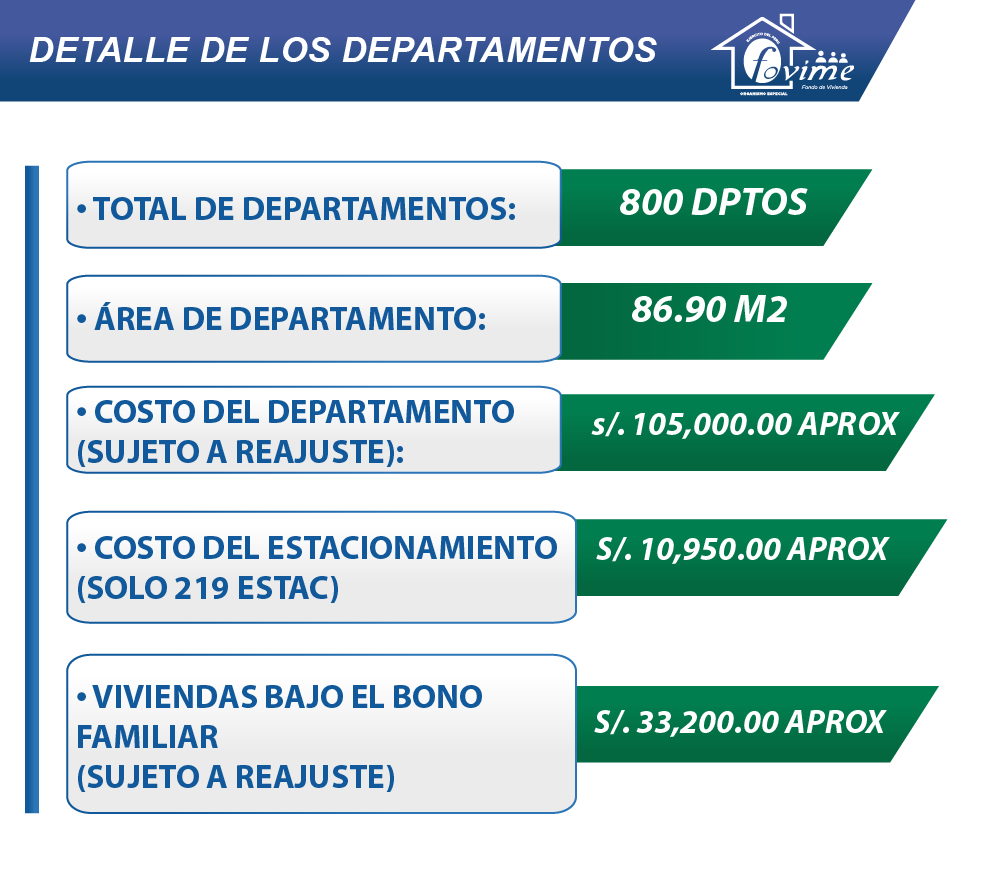 DETALLE DE LOS DEPARTAMENTOS
EJERCITO DEL PERU
fovime
Fondo de Vivienda
ORGANISMO ESPECIAL
• TOTAL DE DEPARTAMENTOS:
800 DPTOS
• ÁREA DE DEPARTAMENTO:
86.90 M2
• COSTO DEL DEPARTAMENTO
(SUJETO A REAJUSTE):
s/. 105,000.00 APROX
• COSTO DEL ESTACIONAMIENTO
(SOLO 219 ESTAC)
S/. 10,950.00 APROX
• VIVIENDAS BAJO EL BONO
FAMILIAR
(SUJETO A REAJUSTE)
S/. 33,200.00 APROX